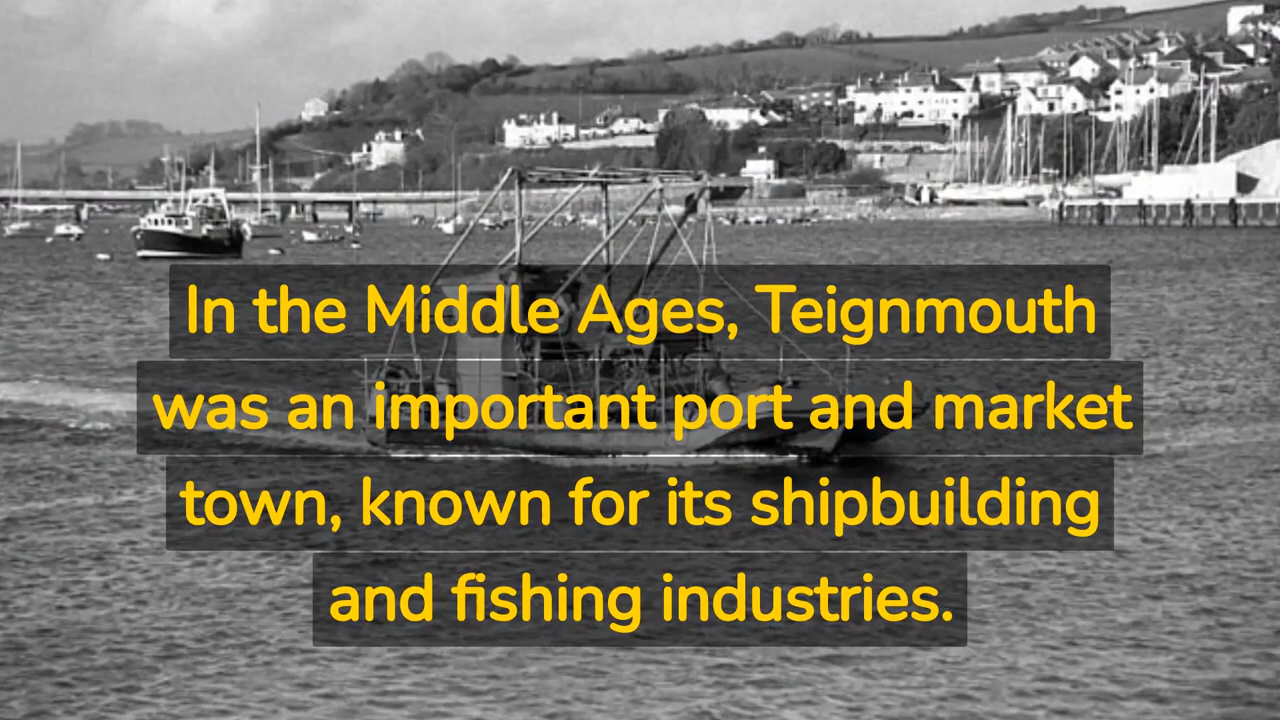 In the Middle Ages, Teignmouth
was an important port and market
town, known for its shipbuilding
and fishing industries.